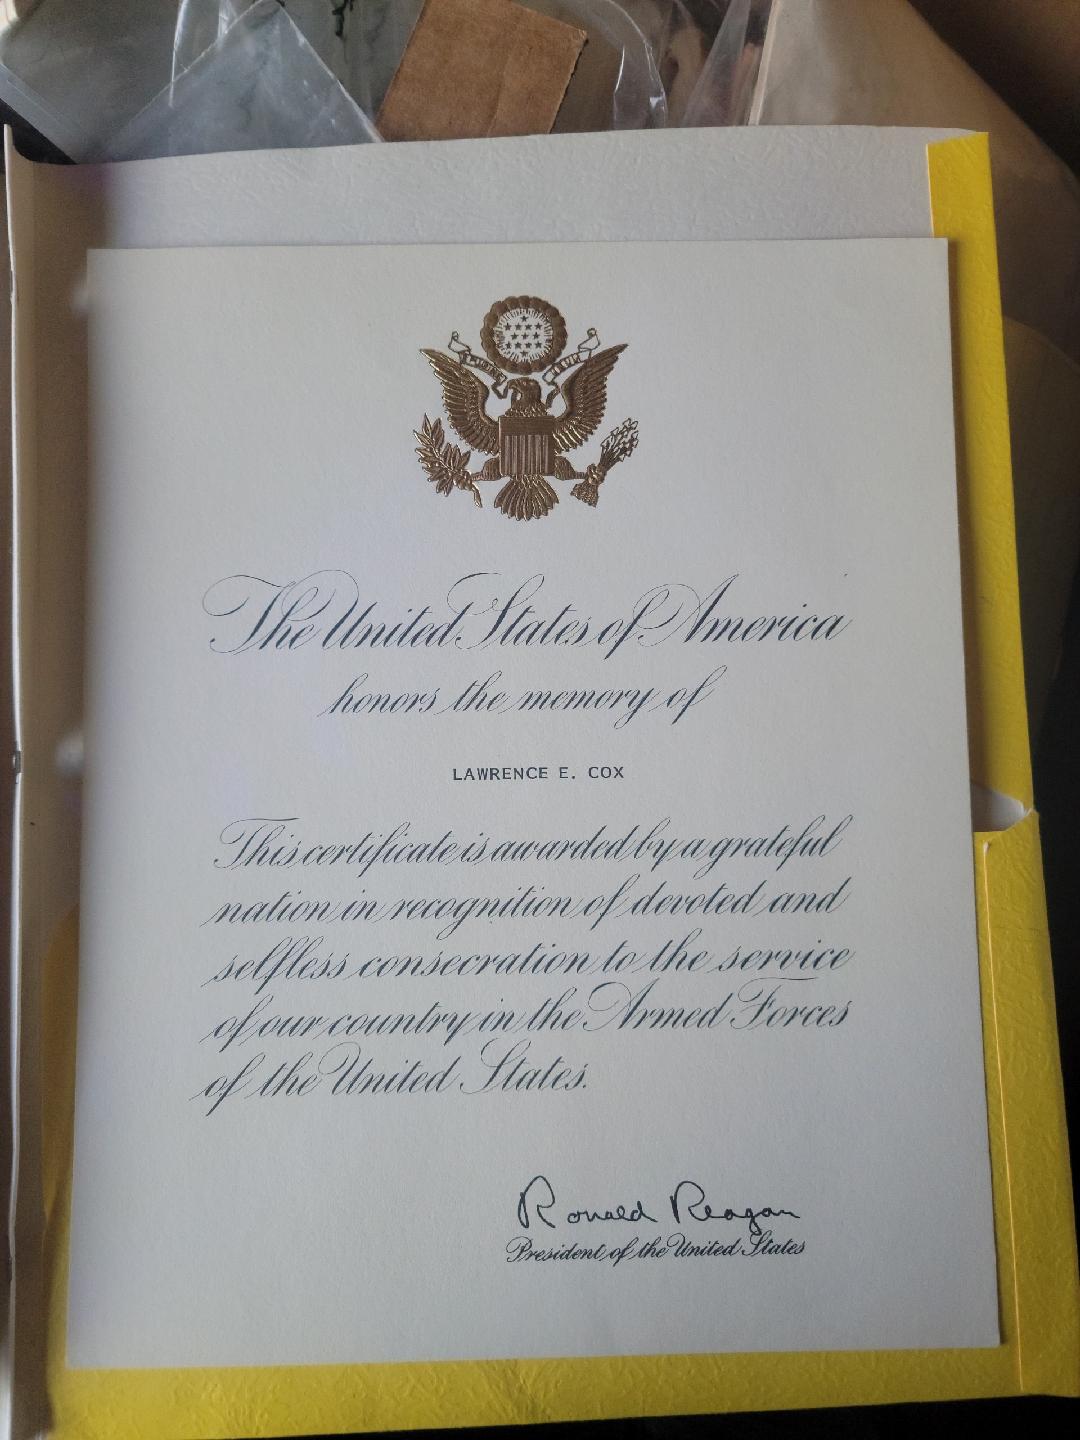 The United States of America
honors the memory of
LAWRENCE E. COX
This certificate is awarded by a grateful
nation in recognition of devoted and
selfless consecration to the service
of our country in the Armed Forces
of the United States.
Ronald Reagan
President of the United States